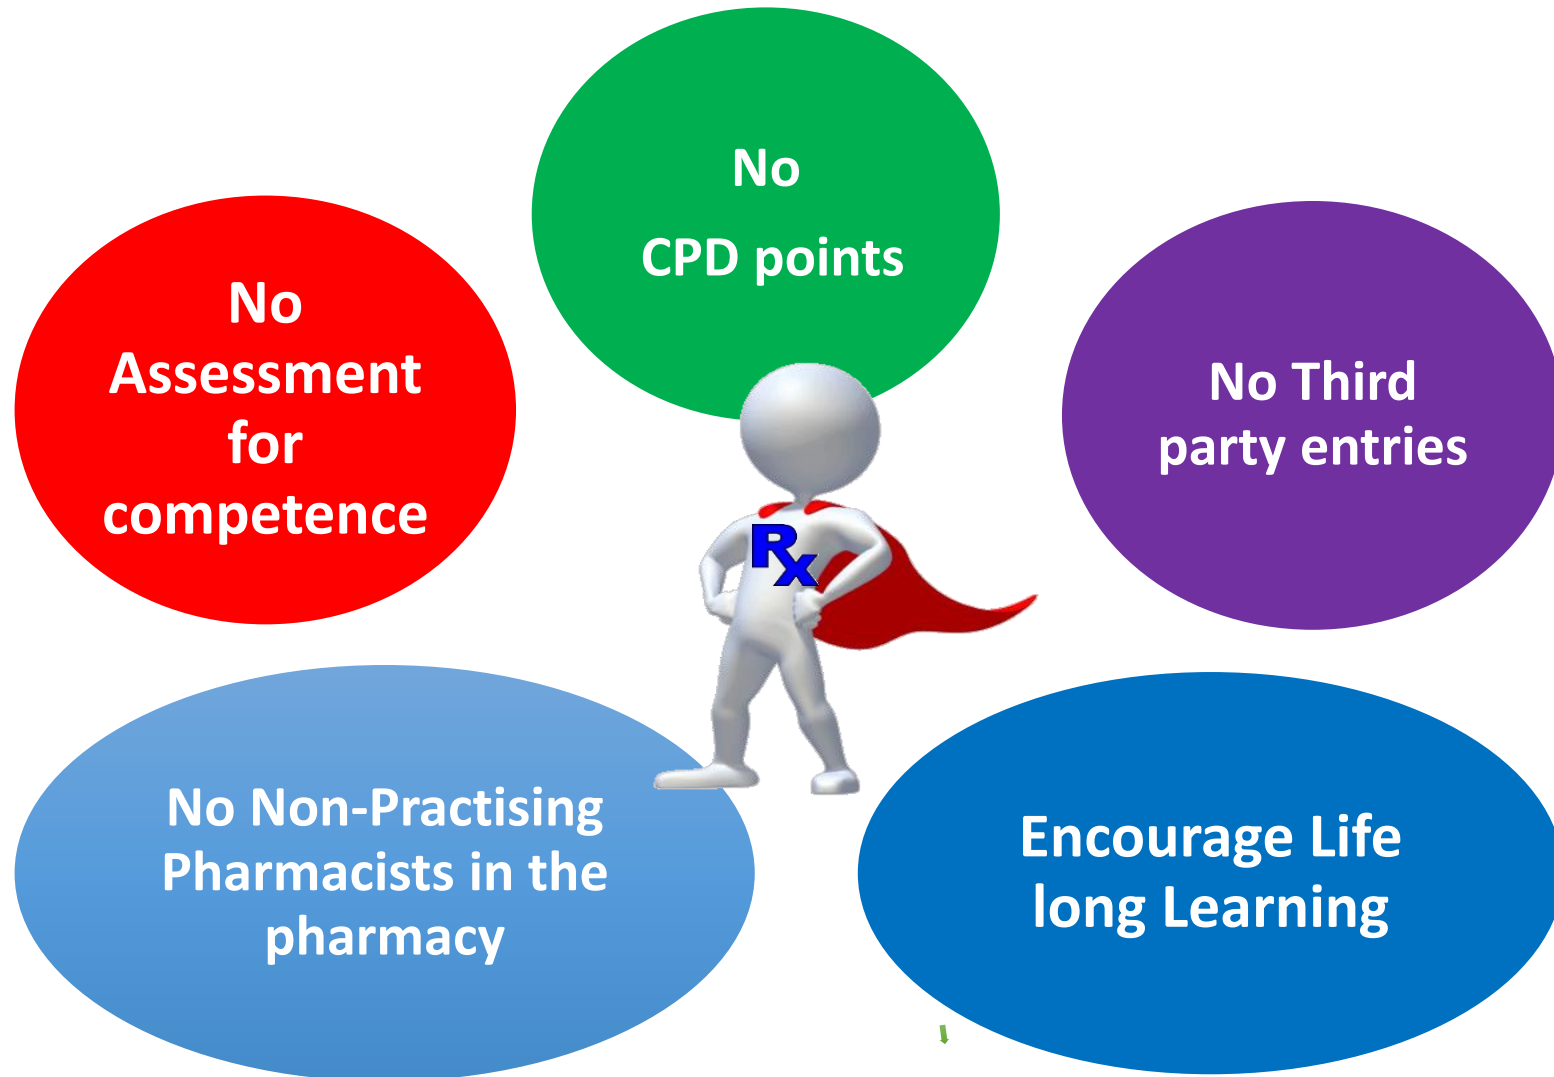 No
CPD points
No
Assessment
for
competence
No Third
party entries
Rx
No Non-Practising
Pharmacists in the
pharmacy
Encourage Life
long Learning